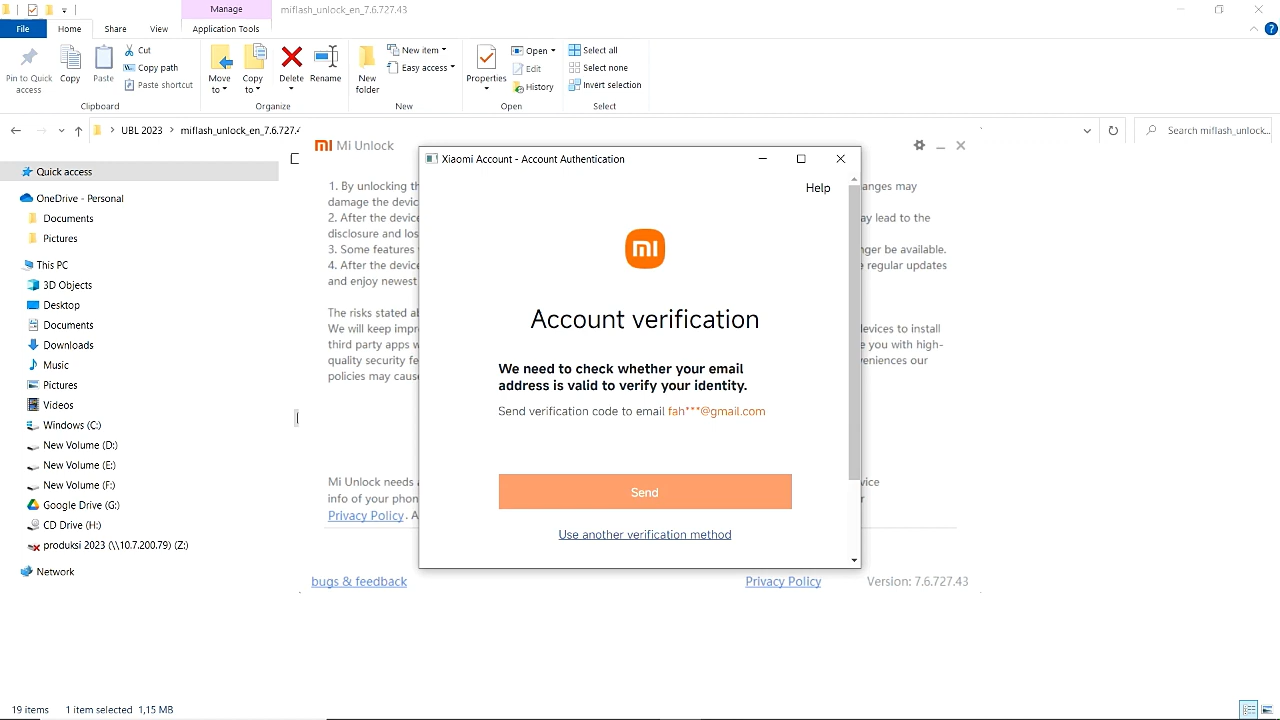 Manage
miflash_unlock_en_7.6.727.43
File
Home
Share
View
Application Tools
Pin to Quick access
Copy
Paste
Cut
Copy path
Paste shortcut
Clipboard
Move to
Copy to
Delete
Rename
Organize
New folder
New item
Easy access
New
Properties
Open
Edit
History
Open
Select all
Select none
Invert selection
Select
UBL 2023
miflash_unlock_en_7.6.727.4
Search miflash_unlock...
Quick access
OneDrive - Personal
Documents
Pictures
This PC
3D Objects
Desktop
Documents
Downloads
Music
Pictures
Videos
Windows (C:)
New Volume (D:)
New Volume (E:)
New Volume (F:)
Google Drive (G:)
CD Drive (H:)
produksi 2023 (\\10.7.200.79) (Z:)
Network
19 items
1 item selected 1,15 MB
Mi Unlock
1. By unlocking th
anges may
damage the devic
2. After the device
ay lead to the
disclosure and los
3. Some features
nger be available.
4. After the device
e regular updates
and enjoy newest
The risks stated ab
We will keep impr
devices to install
third party apps w
e you with high-
quality security fe
veniences our
policies may cause
Mi Unlock needs a
vice
info of your phon
Privacy Policy. A
bugs & feedback
Privacy Policy
Version: 7.6.727.43
Xiaomi Account - Account Authentication
Help
mi
Account verification
We need to check whether your email
address is valid to verify your identity.
Send verification code to email fah***@gmail.com
Send
Use another verification method